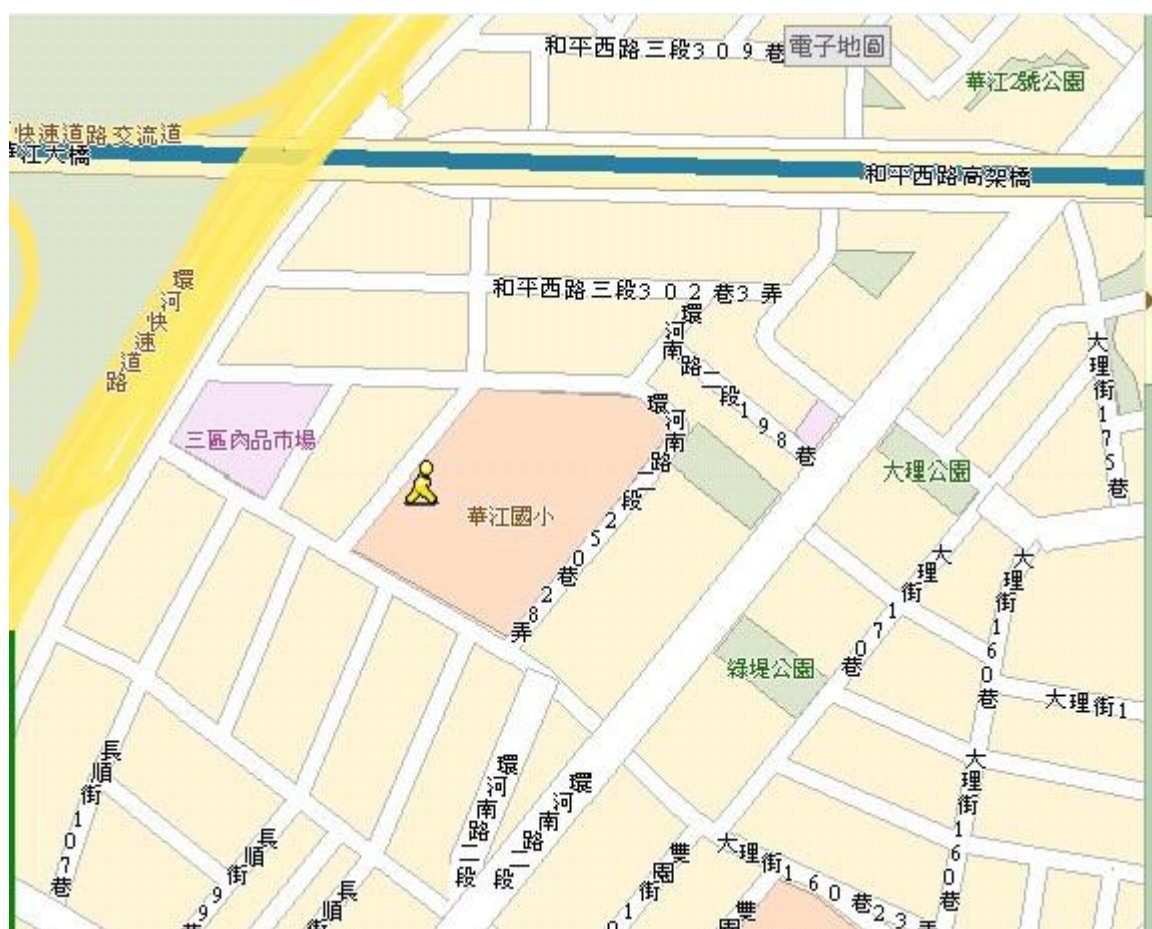 和平西路三段309巷
電子地圖
華江2號公園
快速道路交流道
華江大橋
和平西路高架橋
環河快速道路
和平西路三段302巷3弄
環河南路二段198巷
大理街175巷
三區肉品市場
環河南路二段250巷28弄
大理公園
華江國小
大理街170巷
大理街160巷
綠堤公園
大理街1
環河南路二段
環河南路二段
大理街160巷
長順街107巷
長順街99巷
長順街
大理街160巷23弄
雙園街10
雙園